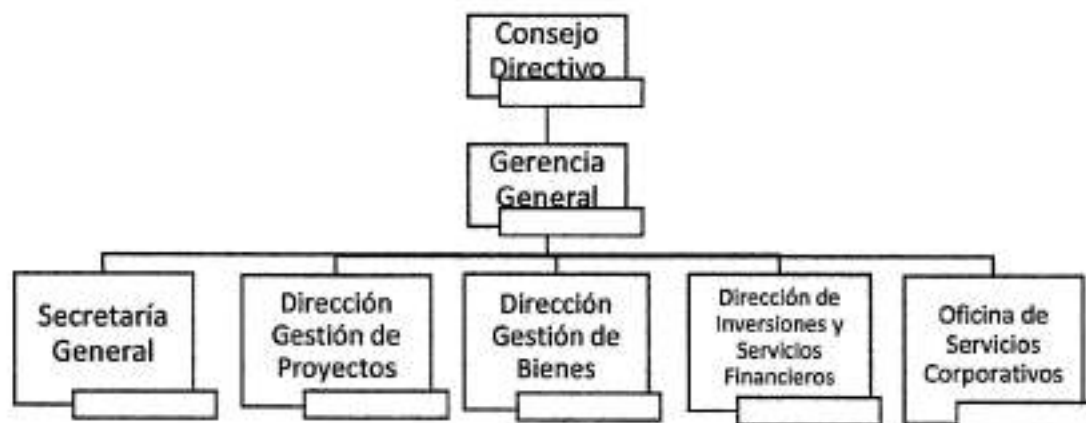 Consejo
Directivo
Gerencia
General
Secretaría
General
Dirección
Gestión de
Proyectos
Dirección
Gestión de
Bienes
Dirección de
Inversiones y
Servicios
Financieros
Oficina de
Servicios
Corporativos